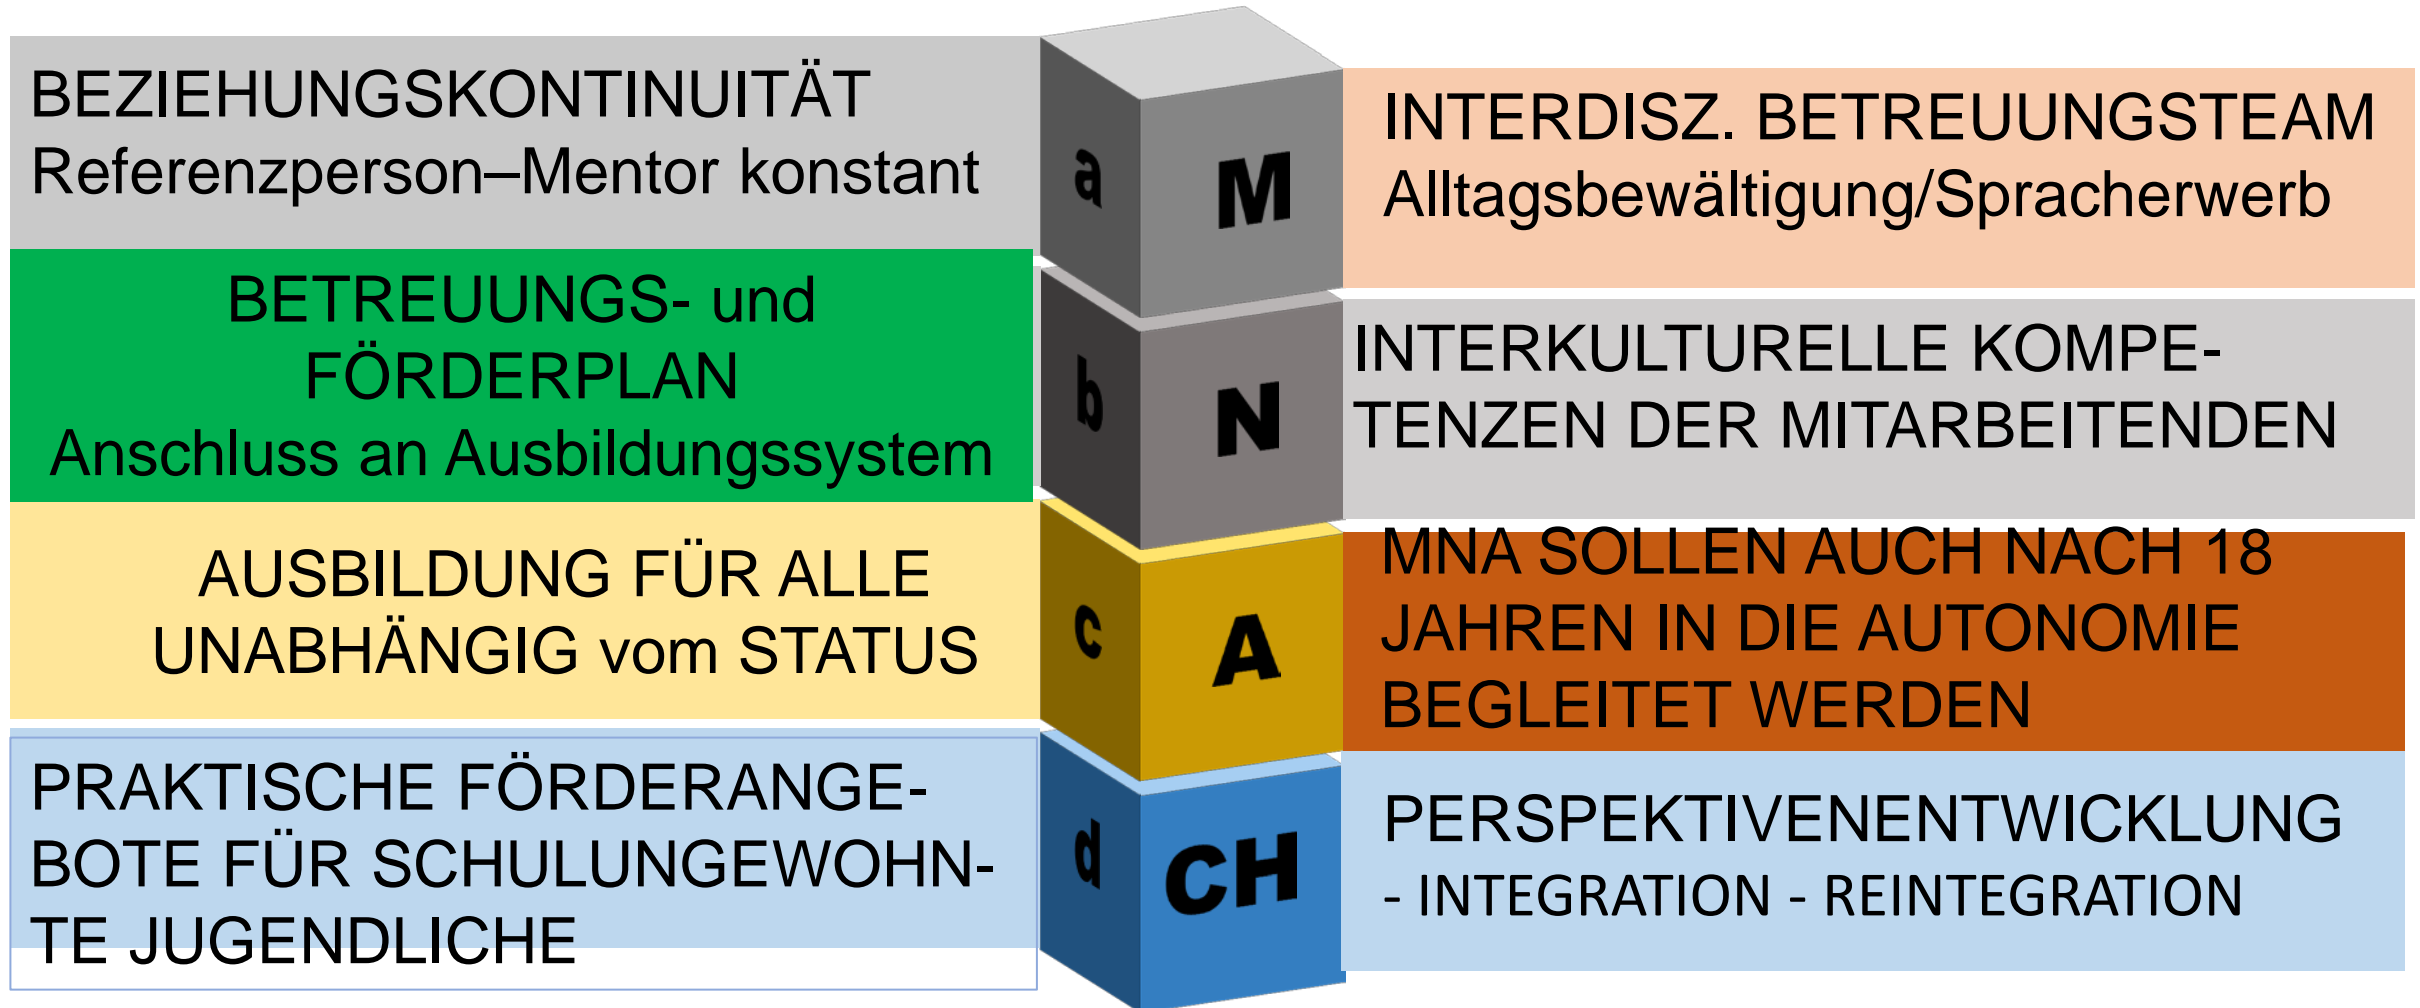 BEZIEHUNGSKONTINUITÄT
Referenzperson–Mentor konstant
a
M
INTERDISZ. BETREUUNGSTEAM
Alltagsbewältigung/Spracherwerb
BETREUUNGS- und
FÖRDERPLAN
Anschluss an Ausbildungssystem
b
N
INTERKULTURELLE KOMPE-
TENZEN DER MITARBEITENDEN
AUSBILDUNG FÜR ALLE
UNABHÄNGIG vom STATUS
c
A
MNA SOLLEN AUCH NACH 18
JAHREN IN DIE AUTONOMIE
BEGLEITET WERDEN
PRAKTISCHE FÖRDERANGE-
BOTE FÜR SCHULUNGEWOHN-
TE JUGENDLICHE
d
CH
PERSPEKTIVENENTWICKLUNG
- INTEGRATION - REINTEGRATION